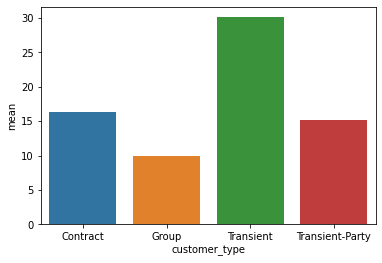 30
25
20
15
10
5
0
mean
Contract
Group
Transient
Transient-Party
customer_type